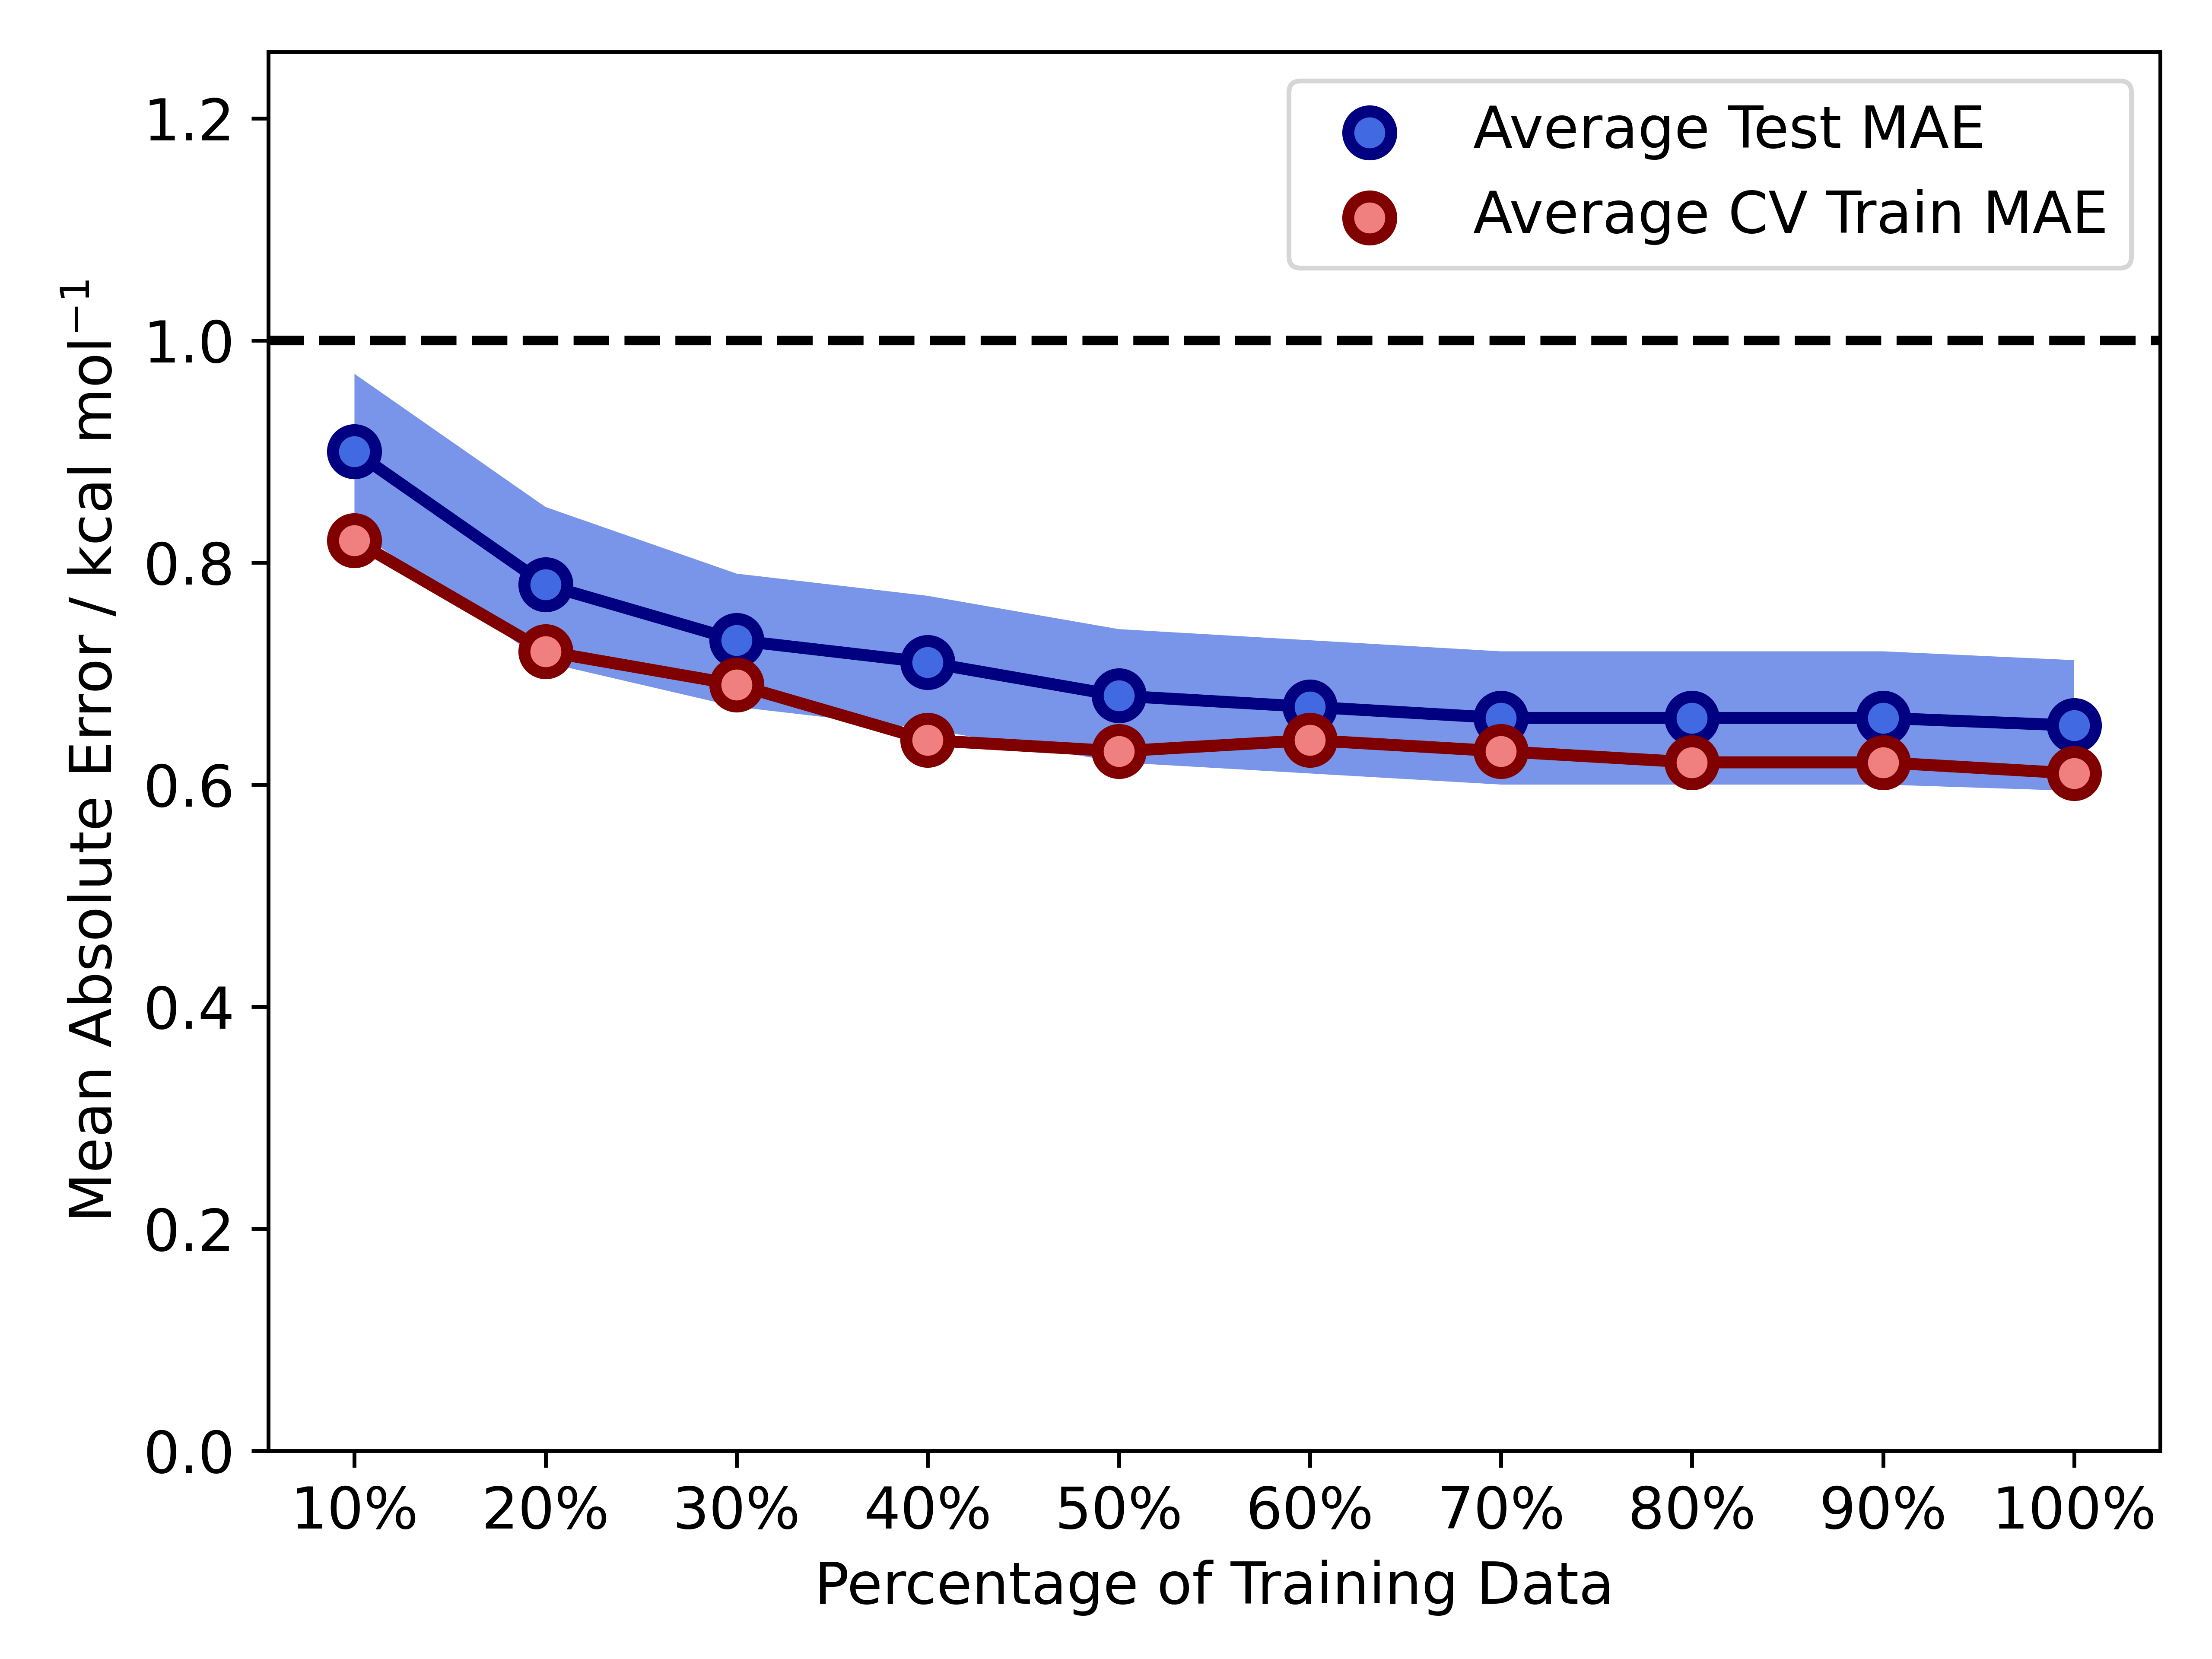 Average Test MAE
Average CV Train MAE
Mean Absolute Error / kcal mol⁻¹
1.2
1.0
0.8
0.6
0.4
0.2
0.0
10% 20% 30% 40% 50% 60% 70% 80% 90% 100%
Percentage of Training Data